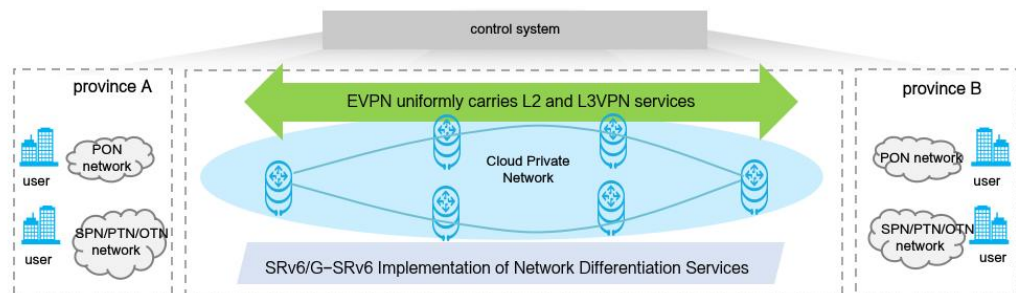 control system
province A
EVPN uniformly carries L2 and L3VPN services
province B
PON
network
user
Cloud Private
Network
PON network
user
SPN/PTN/OTN
network
user
SPN/PTN/OTN
network
user
SRv6/G–SRv6 Implementation of Network Differentiation Services